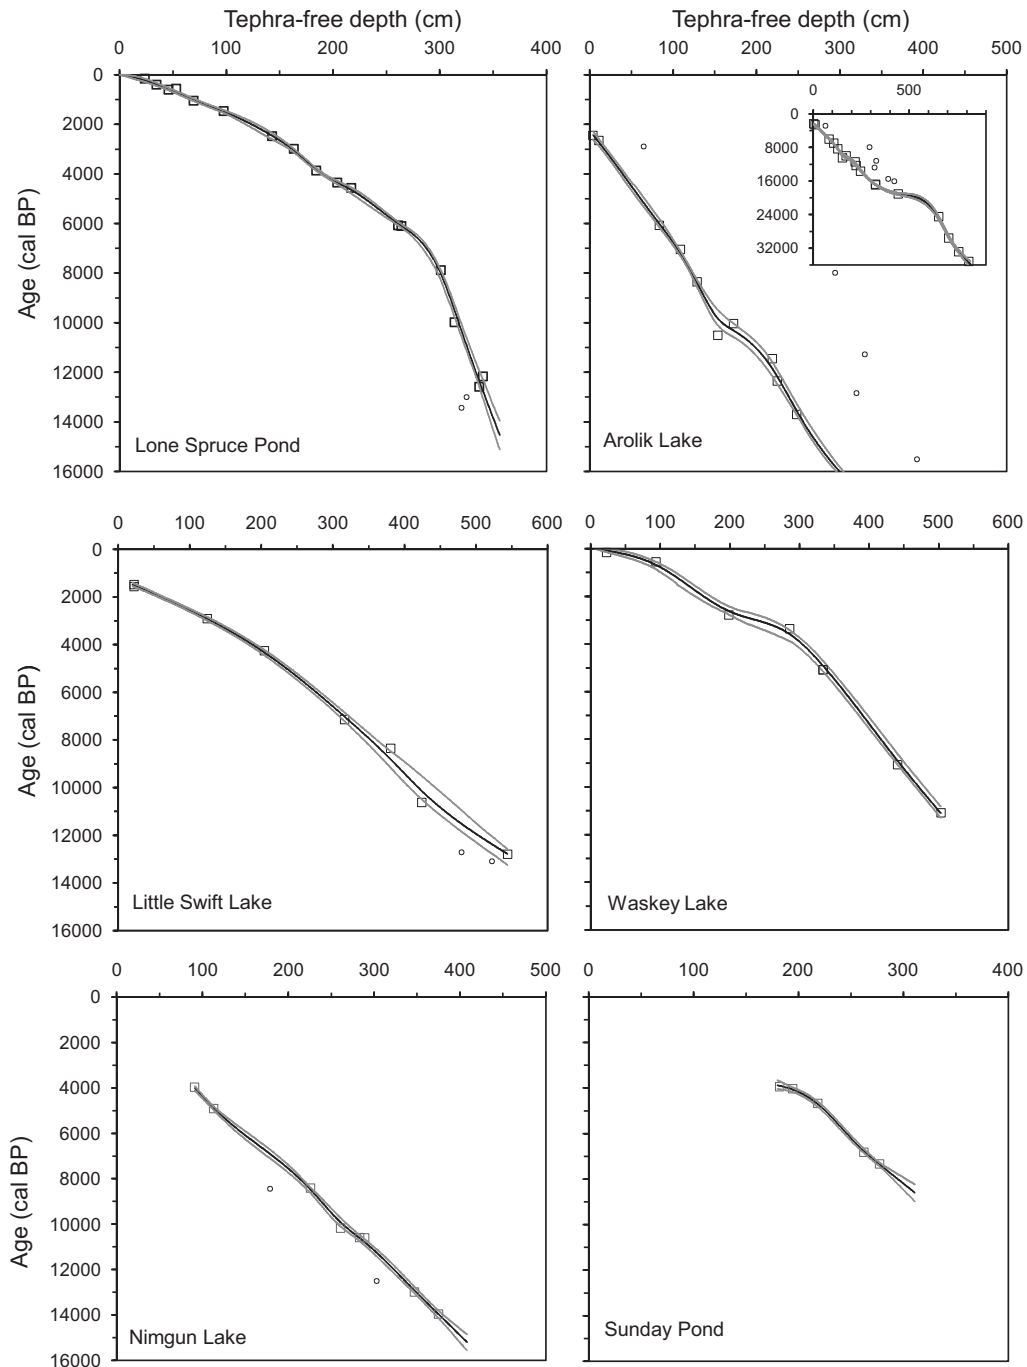 Tephra-free depth (cm) Tephra-free depth (cm)
0 100 200 300 400 0 100 200 300 400 500
0
2000
4000
6000
8000
10000
12000
14000
16000
Age (cal BP)
Lone Spruce Pond
0 500
0
8000
16000
24000
32000
Arolik Lake
0 100 200 300 400 500 600 0 100 200 300 400 500 600
0
2000
4000
6000
8000
10000
12000
14000
16000
Age (cal BP)
Little Swift Lake
Waskey Lake
0 100 200 300 400 500 0 100 200 300 400
0
2000
4000
6000
8000
10000
12000
14000
16000
Age (cal BP)
Nimgun Lake
Sunday Pond